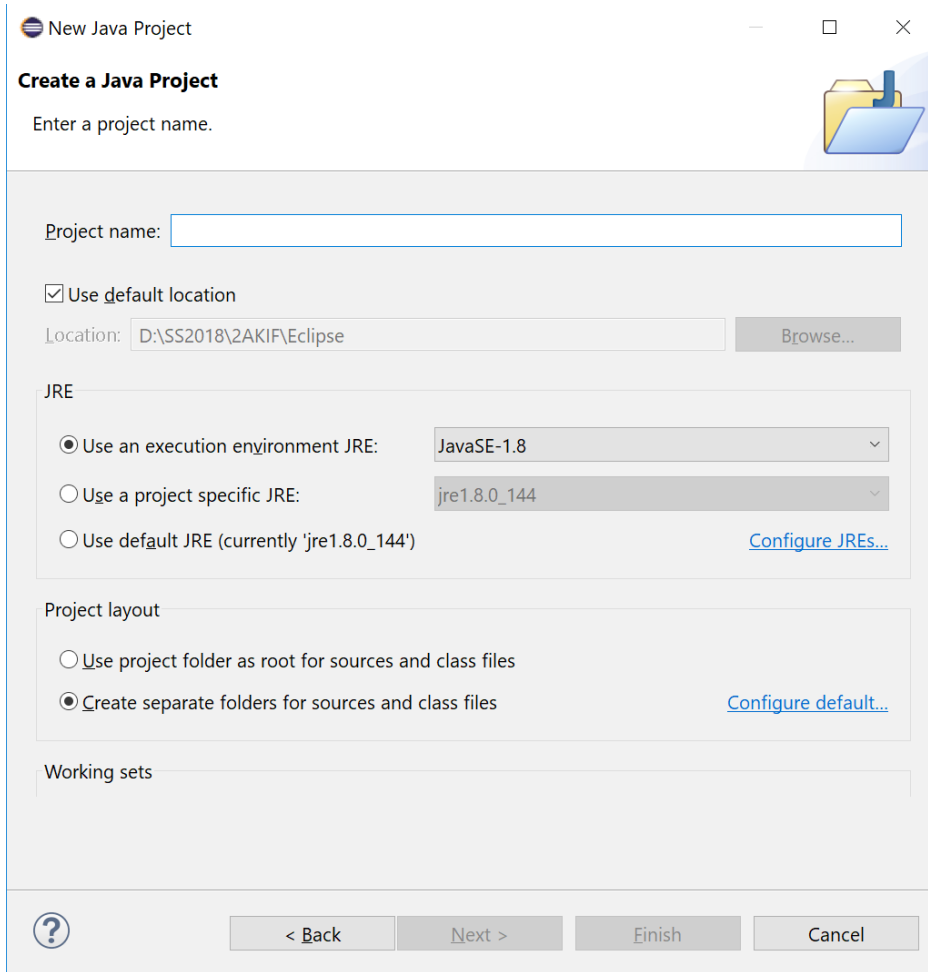 New Java Project
Create a Java Project
Enter a project name.
Project name:
Use default location
Location: D:\SS2018\2AKIF\Eclipse Browse...
JRE
Use an execution environment JRE: JavaSE-1.8
Use a project specific JRE: jre1.8.0_144
Use default JRE (currently 'jre1.8.0_144') Configure JREs...
Project layout
Use project folder as root for sources and class files
Create separate folders for sources and class files Configure default...
Working sets
? < Back Next > Finish Cancel